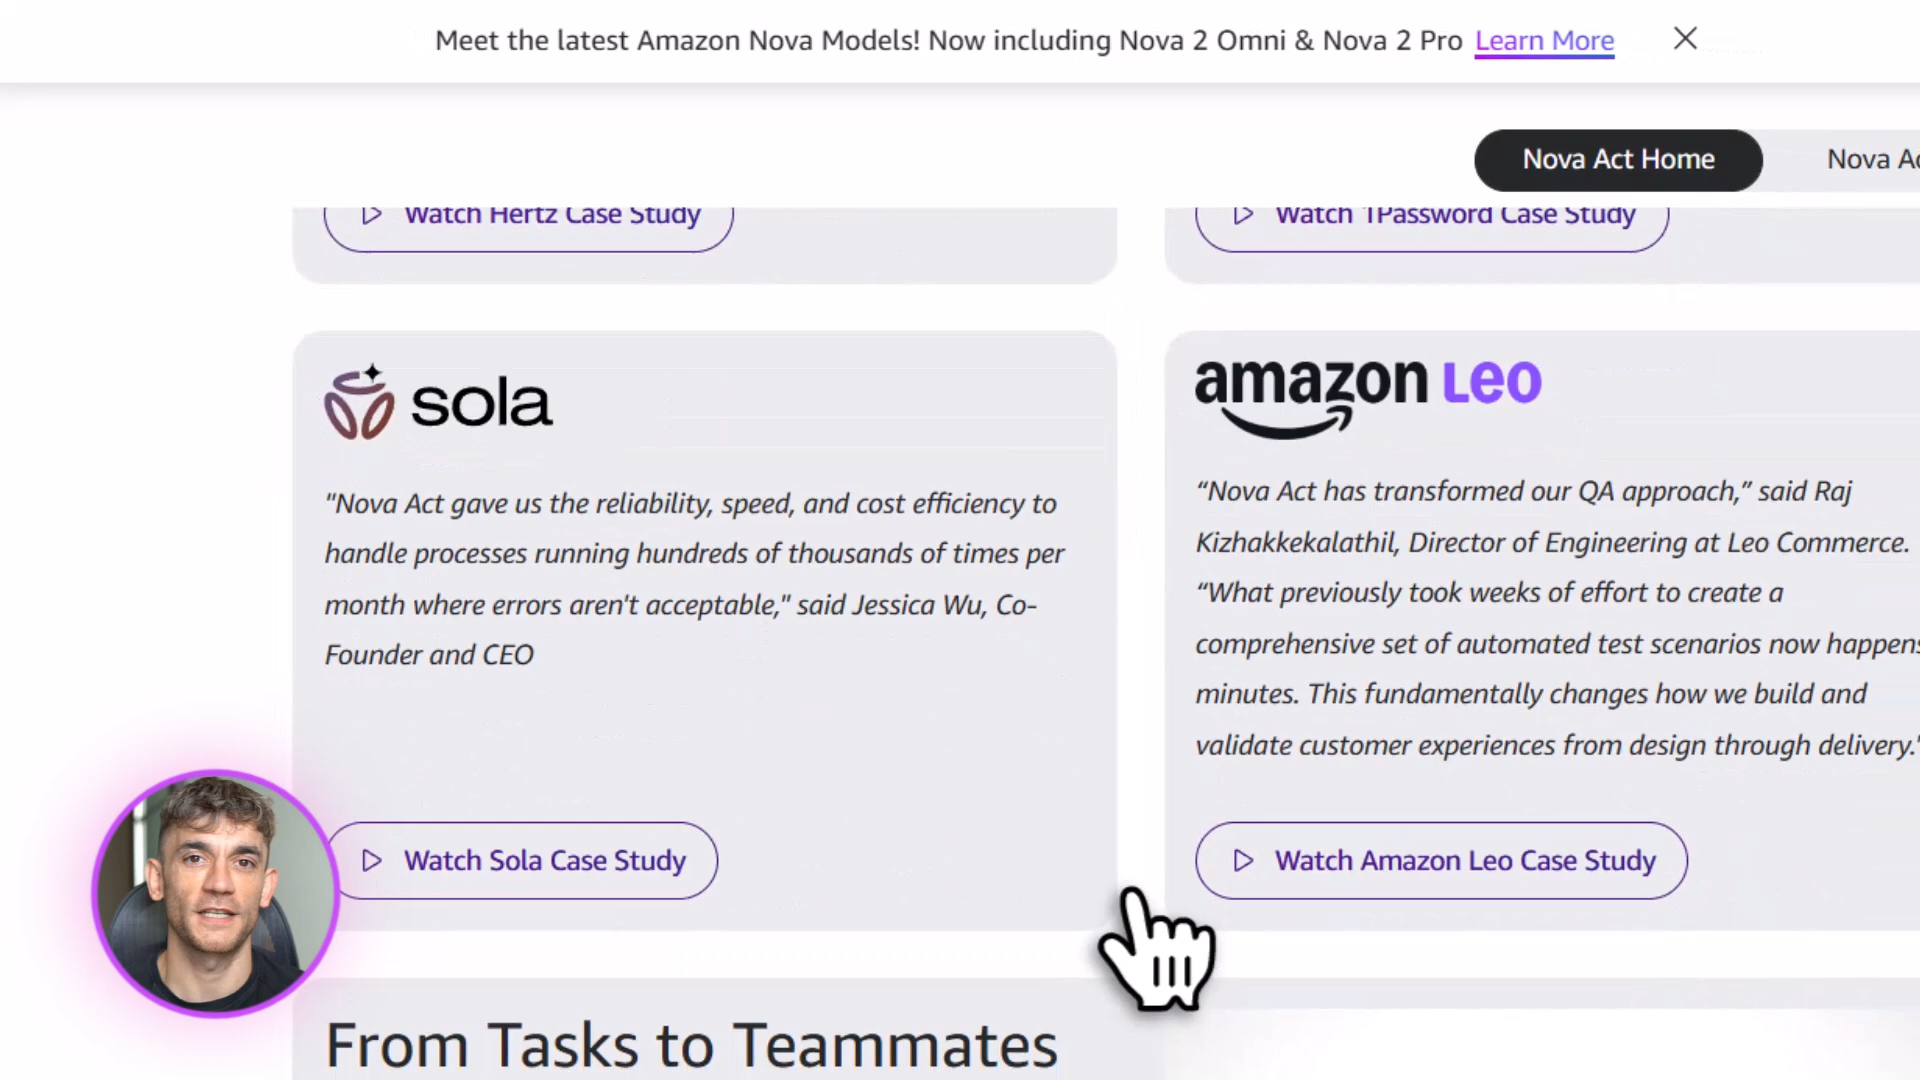 Meet the latest Amazon Nova Models! Now including Nova 2 Omni & Nova 2 Pro Learn More
Nova Act Home
Nova Ac
Watch Hertz Case Study
Watch 1Password Case Study
sola
"Nova Act gave us the reliability, speed, and cost efficiency to
handle processes running hundreds of thousands of times per
month where errors aren't acceptable," said Jessica Wu, Co-
Founder and CEO
Watch Sola Case Study
amazon Leo
“Nova Act has transformed our QA approach,” said Raj
Kizhakkekalathil, Director of Engineering at Leo Commerce.
“What previously took weeks of effort to create a
comprehensive set of automated test scenarios now happens
minutes. This fundamentally changes how we build and
validate customer experiences from design through delivery."
Watch Amazon Leo Case Study
From Tasks to Teammates